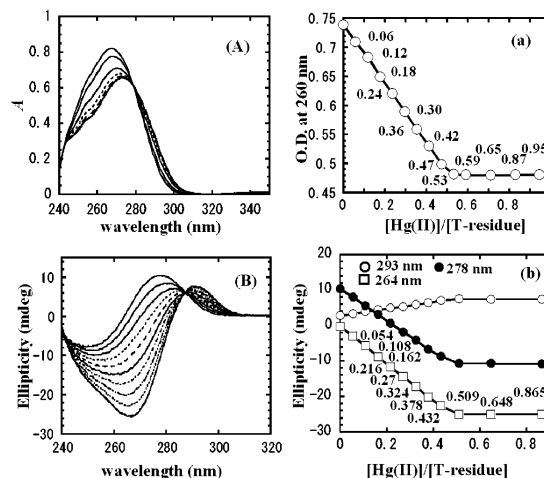 1
0.8
0.6
0.4
0.2
0
A
(A)
240 260 280 300 320 340
wavelength (nm)
0.75
0.7
0.65
0.6
0.55
0.5
0.45
O.D. at 260 nm
(a)
0.06
0.12
0.18
0.24
0.30
0.36
0.42
0.47
0.53
0.59
0.65
0.87
0.95
0 0.2 0.4 0.6 0.8
[Hg(II)]/[T-residue]
20
10
0
-10
-20
-30
Ellipticity (mdeg)
(B)
240 260 280 300 320
wavelength (nm)
20
10
0
-10
-20
-30
Ellipticity (mdeg)
293 nm 278 nm
264 nm
(b)
0.054
0.108
0.162
0.216
0.27
0.324
0.378
0.432
0.509
0.648
0.865
0 0.2 0.4 0.6 0.8
[Hg(II)]/[T-residue]